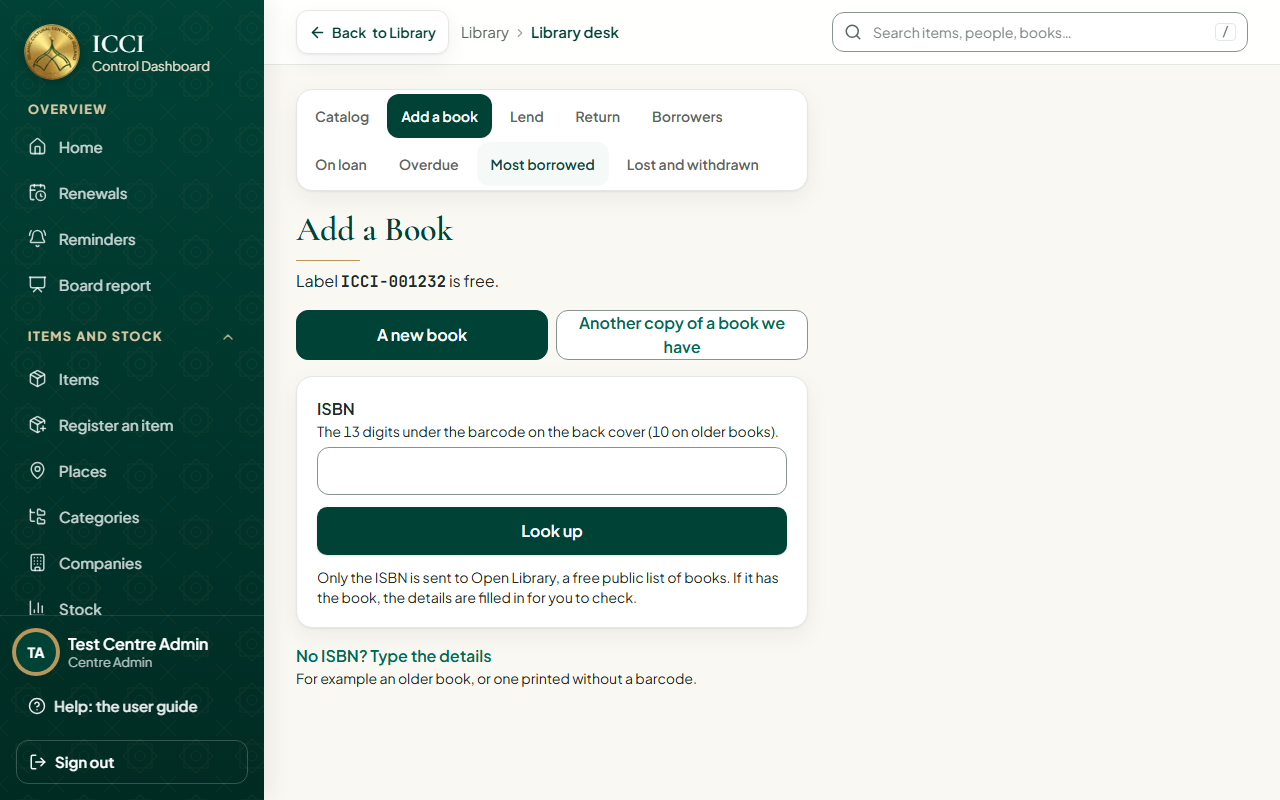 ICCI
Control Dashboard
OVERVIEW
Home
Renewals
Reminders
Board report
ITEMS AND STOCK
Items
Register an item
Places
Categories
Companies
Stock
TA
Test Centre Admin
Centre Admin
Help: the user guide
Sign out
Back to Library
Library › Library desk
Search items, people, books…
/
Catalog Add a book Lend Return Borrowers
On loan Overdue Most borrowed Lost and withdrawn
Add a Book
Label ICCI-001232 is free.
A new book
Another copy of a book we
have
ISBN
The 13 digits under the barcode on the back cover (10 on older books).
Look up
Only the ISBN is sent to Open Library, a free public list of books. If it has
the book, the details are filled in for you to check.
No ISBN? Type the details
For example an older book, or one printed without a barcode.